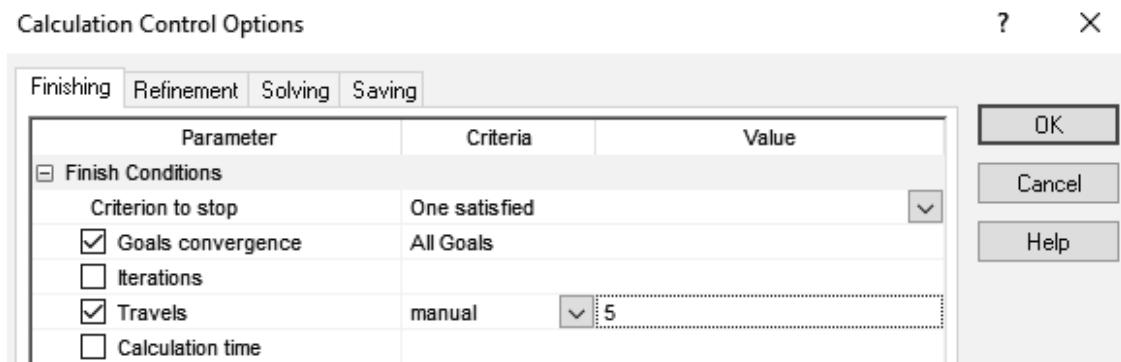 Calculation Control Options ? ×
Finishing Refinement Solving Saving
OK
Parameter Criteria Value
Finish Conditions
Cancel
Criterion to stop One satisfied
Goals convergence All Goals
Help
Iterations
Travels manual 5
Calculation time